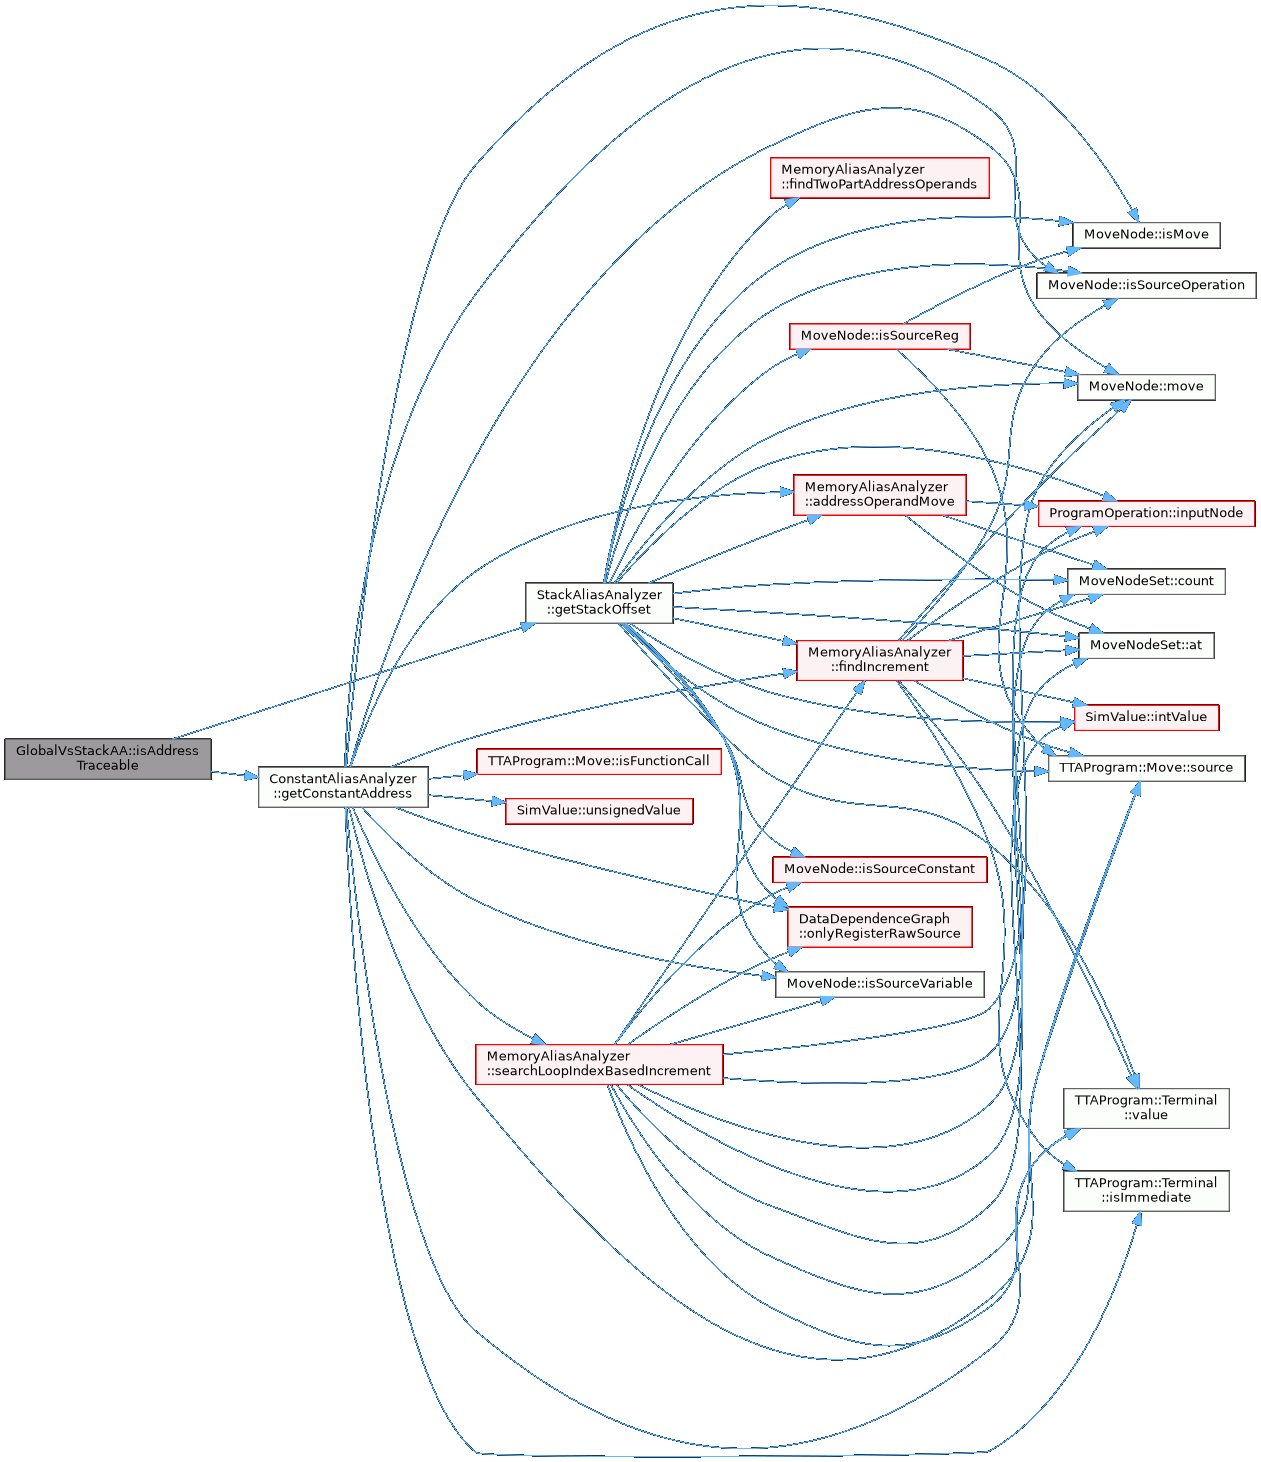 MemoryAliasAnalyzer
::findTwoPartAddressOperands
MoveNode::isMove
MoveNode::isSourceOperation
MoveNode::isSourceReg
MoveNode::move
MemoryAliasAnalyzer
::addressOperandMove
ProgramOperation::inputNode
MoveNodeSet::count
StackAliasAnalyzer
::getStackOffset
MoveNodeSet::at
MemoryAliasAnalyzer
::findIncrement
SimValue::intValue
GlobalVsStackAA::isAddress
Traceable
ConstantAliasAnalyzer
::getConstantAddress
TTAProgram::Move::isFunctionCall
TTAProgram::Move::source
SimValue::unsignedValue
MoveNode::isSourceConstant
DataDependenceGraph
::onlyRegisterRawSource
MoveNode::isSourceVariable
MemoryAliasAnalyzer
::searchLoopIndexBasedIncrement
TTAProgram::Terminal
::value
TTAProgram::Terminal
::isImmediate